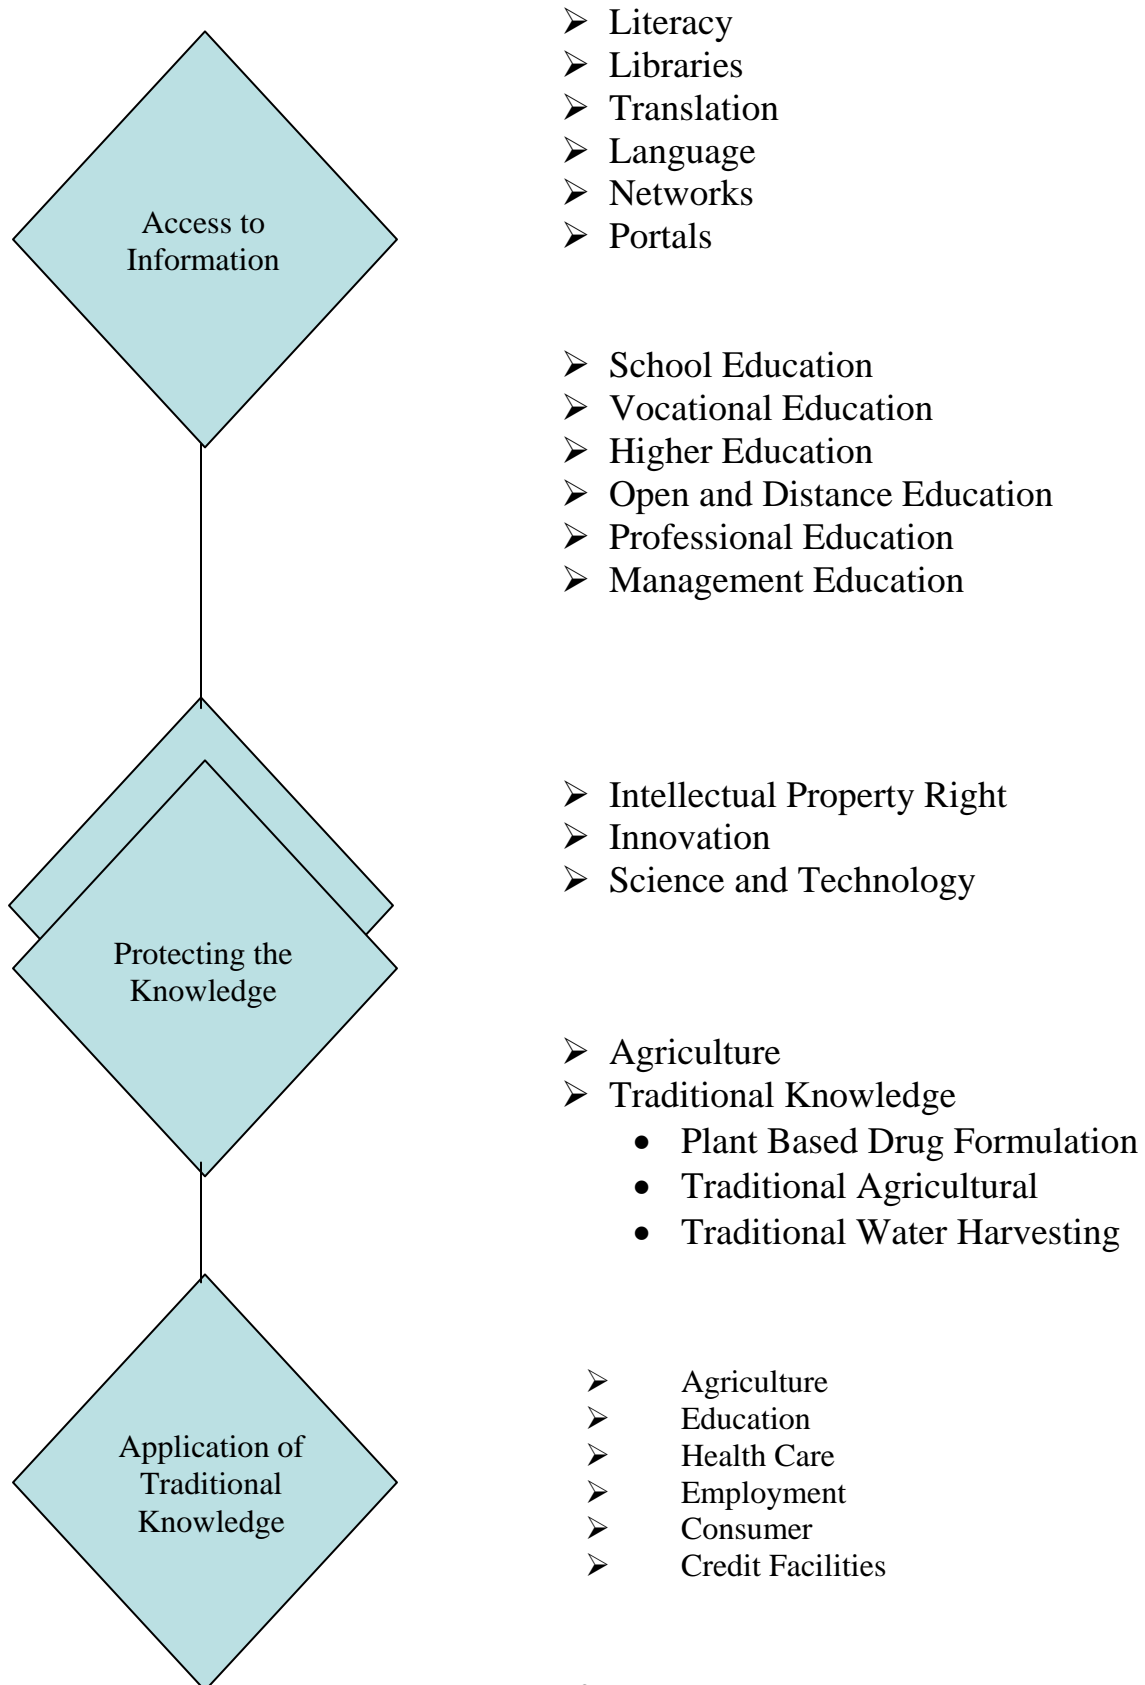 Access to
Information
➢ Literacy
➢ Libraries
➢ Translation
➢ Language
➢ Networks
➢ Portals
➢ School Education
➢ Vocational Education
➢ Higher Education
➢ Open and Distance Education
➢ Professional Education
➢ Management Education
Protecting the
Knowledge
➢ Intellectual Property Right
➢ Innovation
➢ Science and Technology
➢ Agriculture
➢ Traditional Knowledge
• Plant Based Drug Formulation
• Traditional Agricultural
• Traditional Water Harvesting
Application of
Traditional
Knowledge
➢ Agriculture
➢ Education
➢ Health Care
➢ Employment
➢ Consumer
➢ Credit Facilities